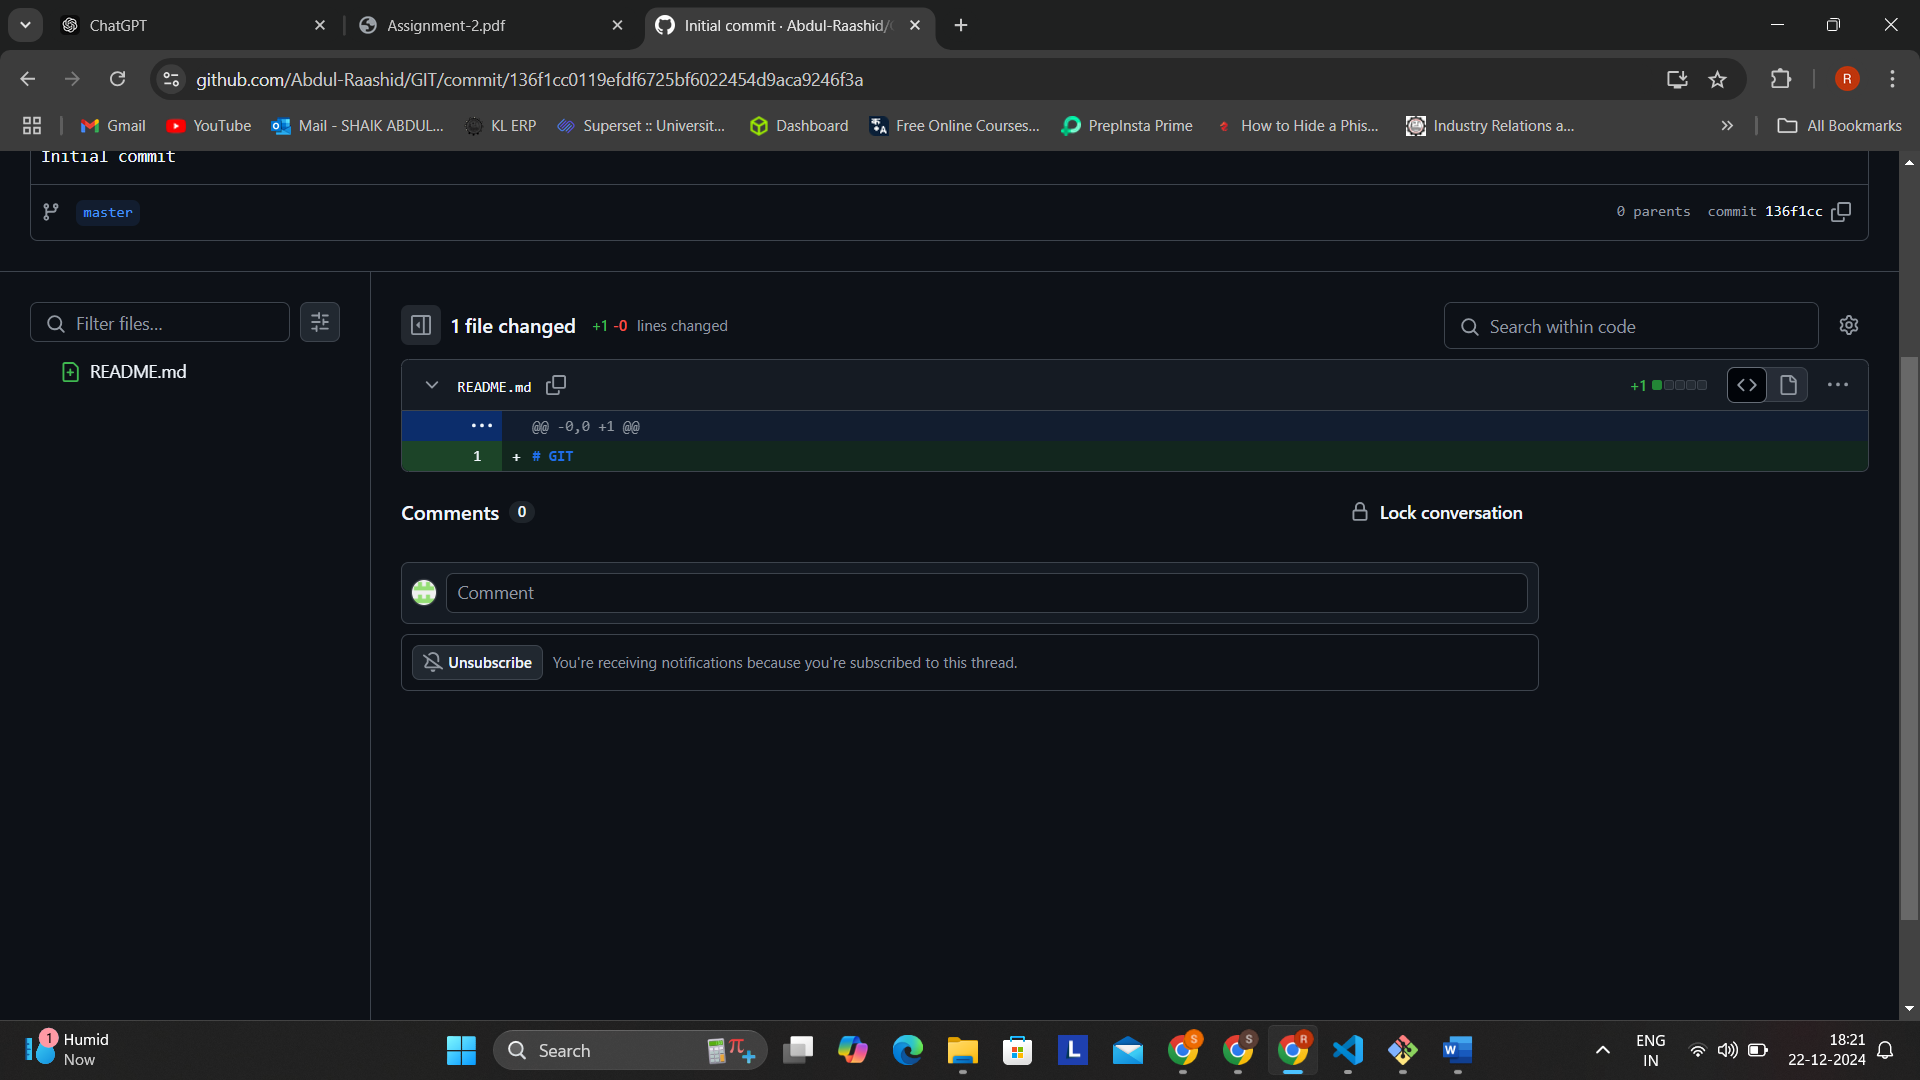 ChatGPT
Assignment-2.pdf
Initial commit · Abdul-Raashid/
github.com/Abdul-Raashid/GIT/commit/136f1cc0119efdf6725bf6022454d9aca9246f3a
R
Gmail
YouTube
Mail - SHAIK ABDUL...
KL ERP
Superset :: Universit...
Dashboard
Free Online Courses...
PrepInsta Prime
How to Hide a Phis...
Industry Relations a...
All Bookmarks
Initial commit
master
0 parents commit 136f1cc
Filter files...
1 file changed +1 -0 lines changed
Search within code
README.md
README.md
+1
@@ -0,0 +1 @@
1 + # GIT
Comments 0
Lock conversation
Comment
Unsubscribe You're receiving notifications because you're subscribed to this thread.
1
Humid
Now
Search
L
S
S
R
W
ENG
IN
18:21
22-12-2024